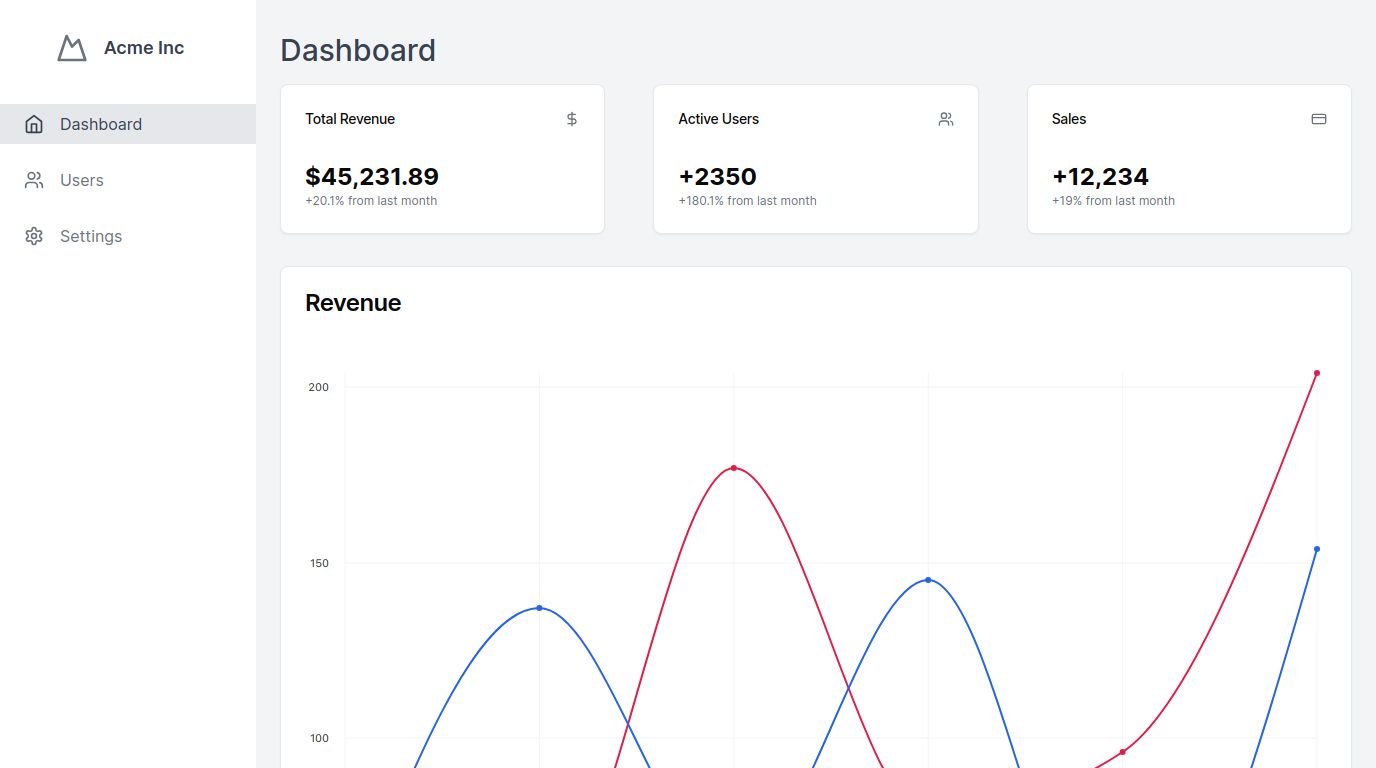 Acme Inc
Dashboard
Users
Settings
Dashboard
Total Revenue
$45,231.89
+20.1% from last month
Active Users
+2350
+180.1% from last month
Sales
+12,234
+19% from last month
Revenue
200
150
100